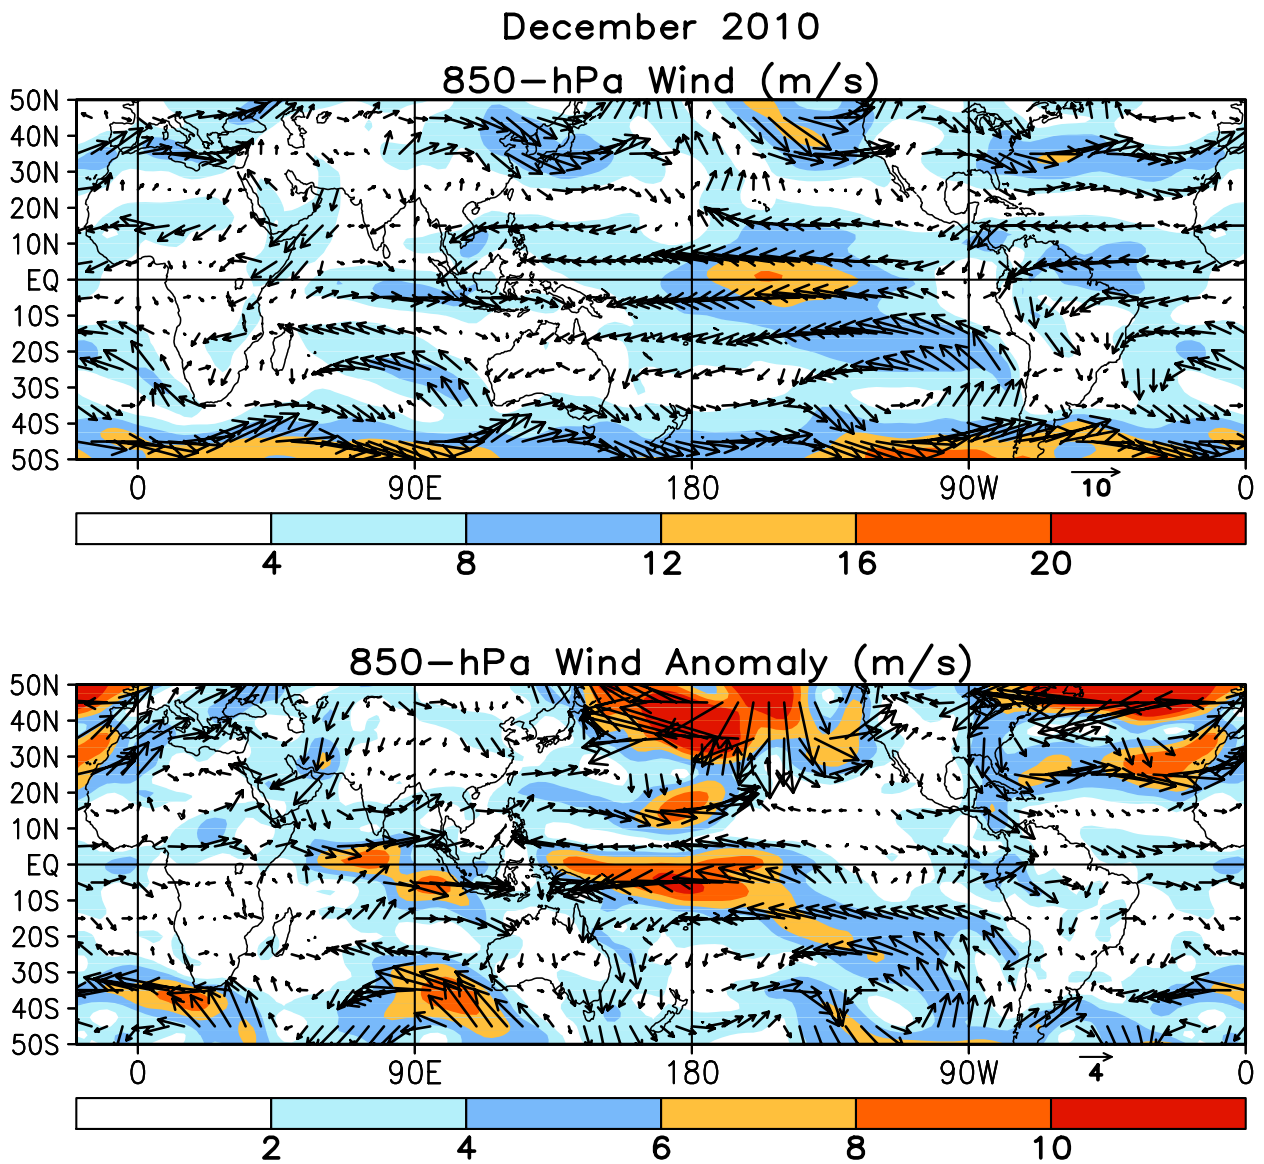 December 2010
850-hPa Wind (m/s)
50N
40N
30N
20N
10N
EQ
10S
20S
30S
40S
50S
0 90E 180 90W 0
10
4 8 12 16 20
850-hPa Wind Anomaly (m/s)
50N
40N
30N
20N
10N
EQ
10S
20S
30S
40S
50S
0 90E 180 90W 0
4
2 4 6 8 10